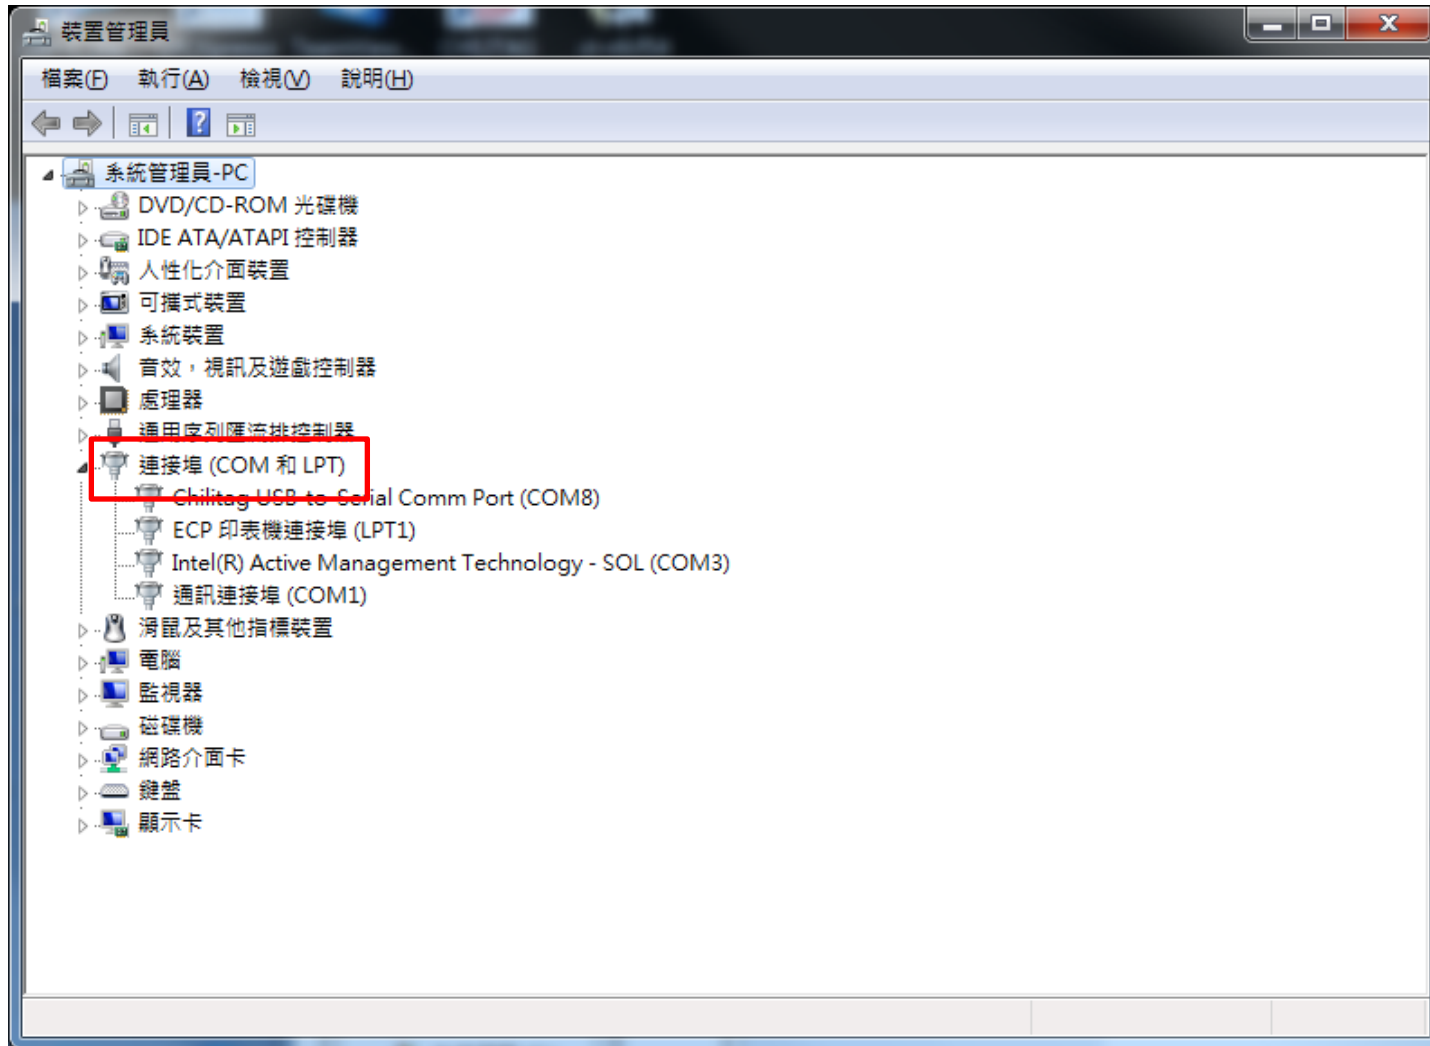 裝置管理員
檔案(F) 執行(A) 檢視(V) 說明(H)
系統管理員-PC
DVD/CD-ROM 光碟機
IDE ATA/ATAPI 控制器
人性化介面裝置
可攜式裝置
系統裝置
音效，視訊及遊戲控制器
處理器
通用序列匯流排控制器
連接埠 (COM 和 LPT)
Chilitag USB-to-Serial Comm Port (COM8)
ECP 印表機連接埠 (LPT1)
Intel(R) Active Management Technology - SOL (COM3)
通訊連接埠 (COM1)
滑鼠及其他指標裝置
電腦
監視器
磁碟機
網路介面卡
鍵盤
顯示卡